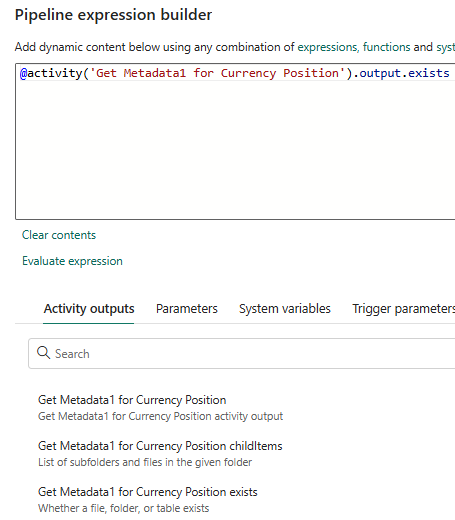 Pipeline expression builder
Add dynamic content below using any combination of expressions, functions and syst
@activity('Get Metadata1 for Currency Position').output.exists
Clear contents
Evaluate expression
Activity outputs Parameters System variables Trigger parameters
Search
Get Metadata1 for Currency Position
Get Metadata1 for Currency Position activity output
Get Metadata1 for Currency Position childItems
List of subfolders and files in the given folder
Get Metadata1 for Currency Position exists
Whether a file, folder, or table exists